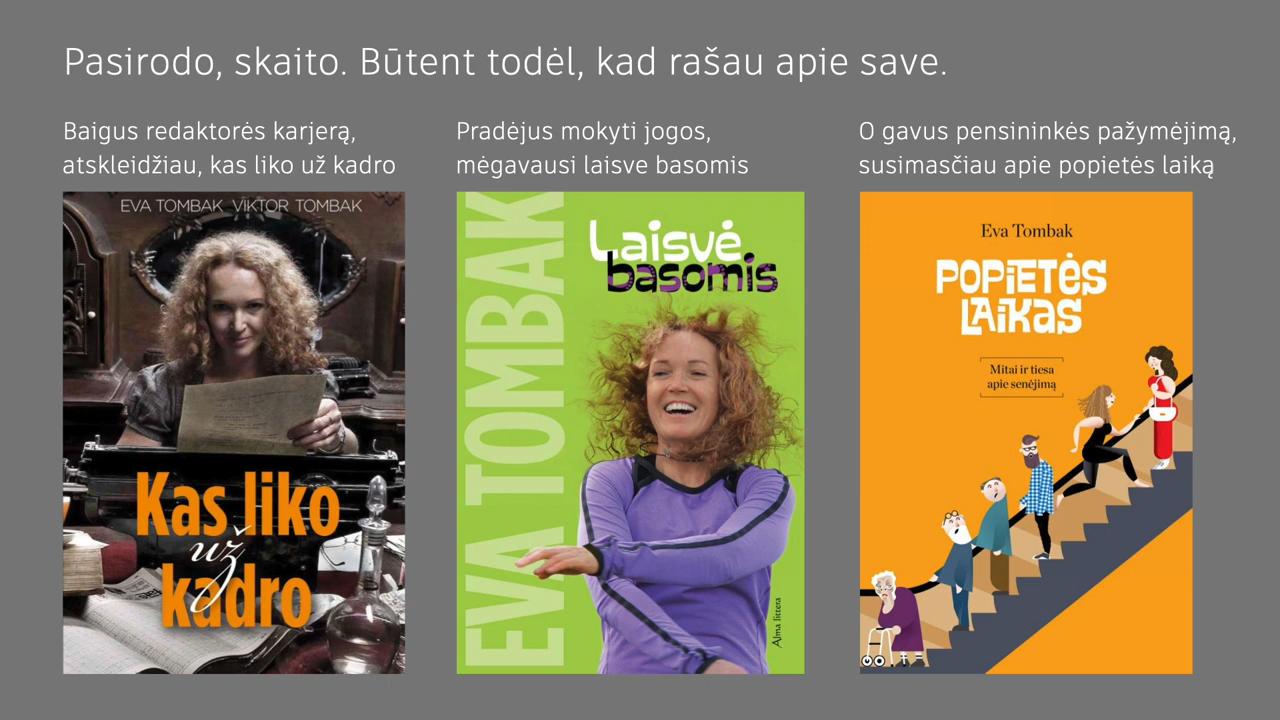 Pasirodo, skaito. Būtent todėl, kad rašau apie save.
Baigus redaktorės karjerą,
atskleidžiau, kas liko už kadro
EVA TOMBAK VIKTOR TOMBAK
Kas liko
už
kadro
Pradėjus mokyti jogos,
mėgavausi laisve basomis
EVA TOMBAK
Laisvė
basomis
Alma littera
O gavus pensininkės pažymėjimą,
susimasčiau apie popietės laiką
Eva Tombak
POPiETĖS
LAiKAS
Mitai ir tiesa
apie senėjimą